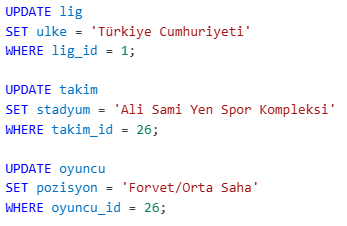 UPDATE lig
SET ulke = 'Türkiye Cumhuriyeti'
WHERE lig_id = 1;

UPDATE takim
SET stadyum = 'Ali Sami Yen Spor Kompleksi'
WHERE takim_id = 26;

UPDATE oyuncu
SET pozisyon = 'Forvet/Orta Saha'
WHERE oyuncu_id = 26;